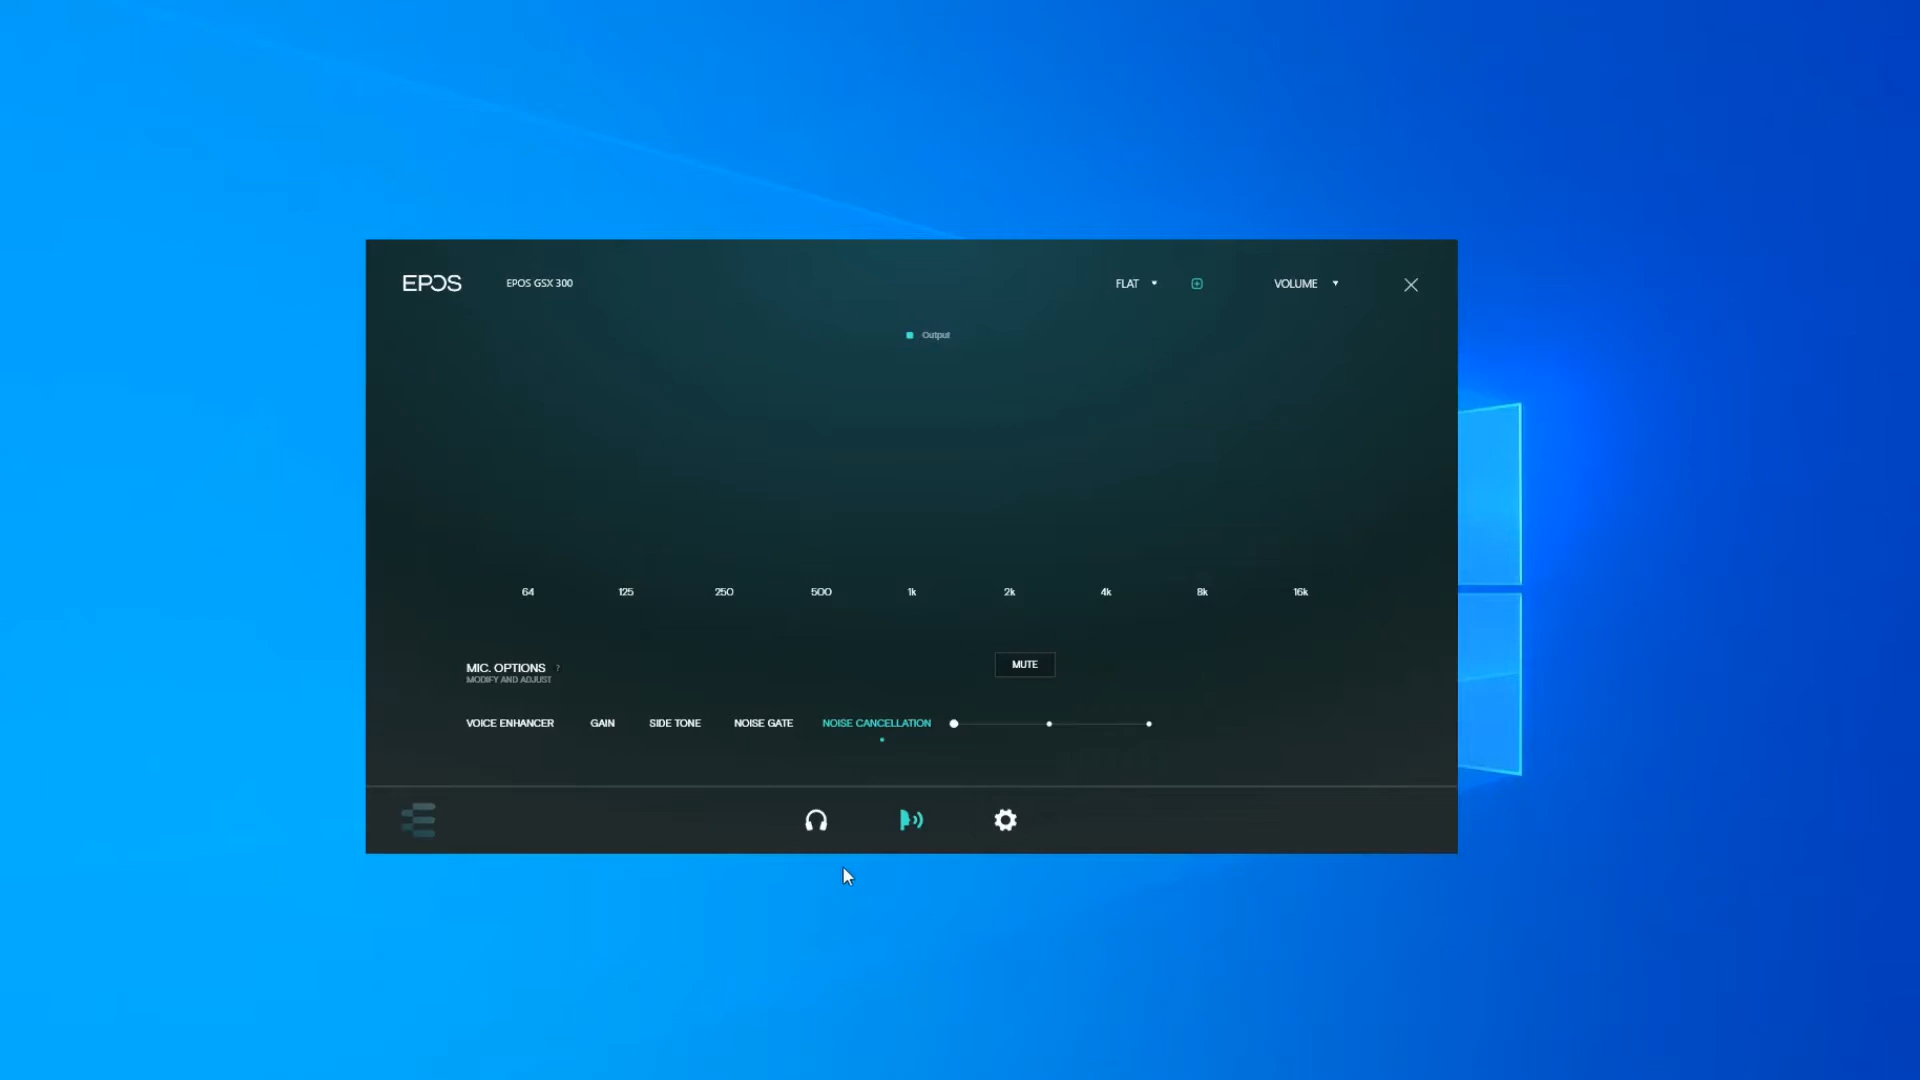 EPOS EPOS GSX 300 FLAT VOLUME
Output
64 125 250 500 1k 2k 4k 8k 16k
MIC. OPTIONS ?
MUTE
MODIFY AND ADJUST
VOICE ENHANCER GAIN SIDE TONE NOISE GATE NOISE CANCELLATION